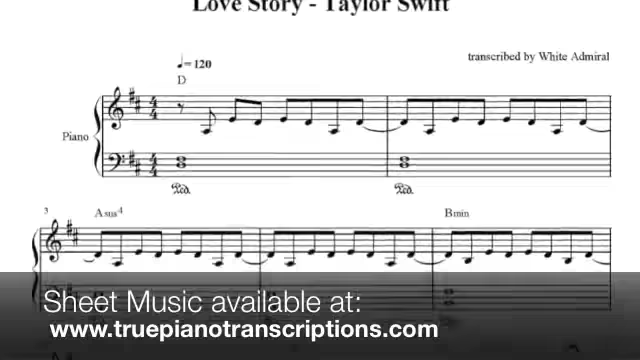 Love Story - Taylor Swift
transcribed by White Admiral
♩= 120
D
Piano
3
Asus4
Bmin
Sheet Music available at:
www.truepianotranscriptions.com